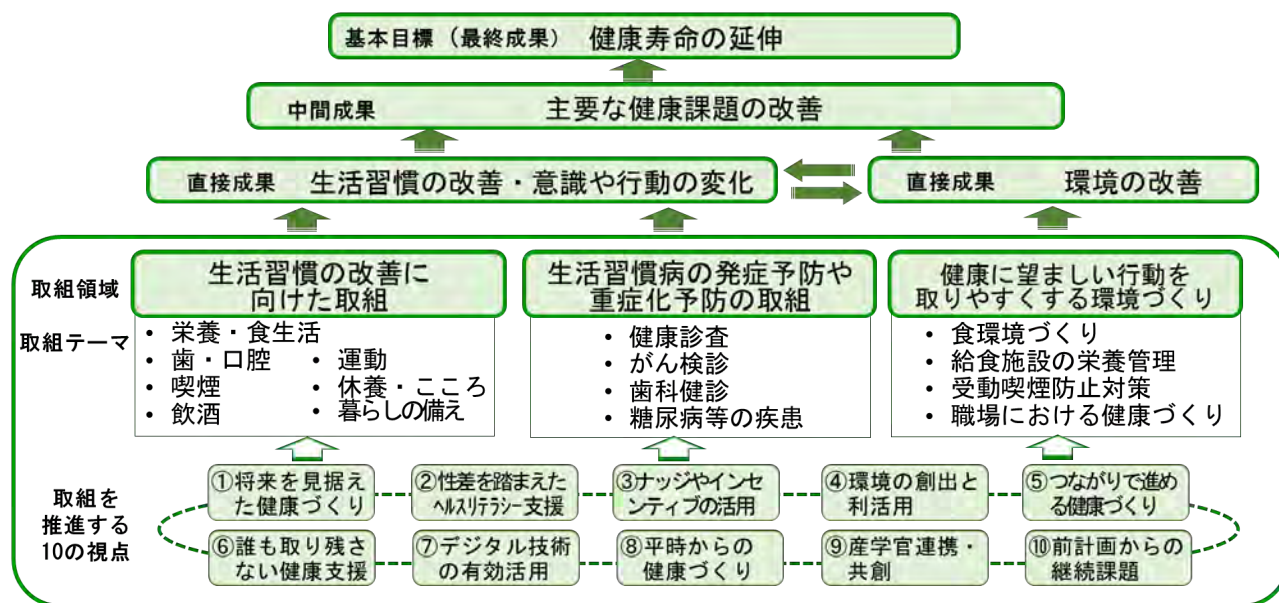 基本目標（最終成果） 健康寿命の延伸
中間成果 主要な健康課題の改善
直接成果 生活習慣の改善・意識や行動の変化
直接成果 環境の改善
取組領域
生活習慣の改善に
向けた取組
生活習慣病の発症予防や
重症化予防の取組
健康に望ましい行動を
取りやすくする環境づくり
取組テーマ
• 栄養・食生活
• 歯・口腔
• 喫煙
• 飲酒
• 運動
• 休養・こころ
• 暮らしの備え
• 健康診査
• がん検診
• 歯科健診
• 糖尿病等の疾患
• 食環境づくり
• 給食施設の栄養管理
• 受動喫煙防止対策
• 職場における健康づくり
取組を
推進する
10の視点
①将来を見据え
た健康づくり
②性差を踏まえた
ヘルスリテラシー支援
③ナッジやインセ
ンティブの活用
④環境の創出と
利活用
⑤つながりで進め
る健康づくり
⑥誰も取り残さ
ない健康支援
⑦デジタル技術
の有効活用
⑧平時からの
健康づくり
⑨産学官連携・
共創
⑩前計画からの
継続課題